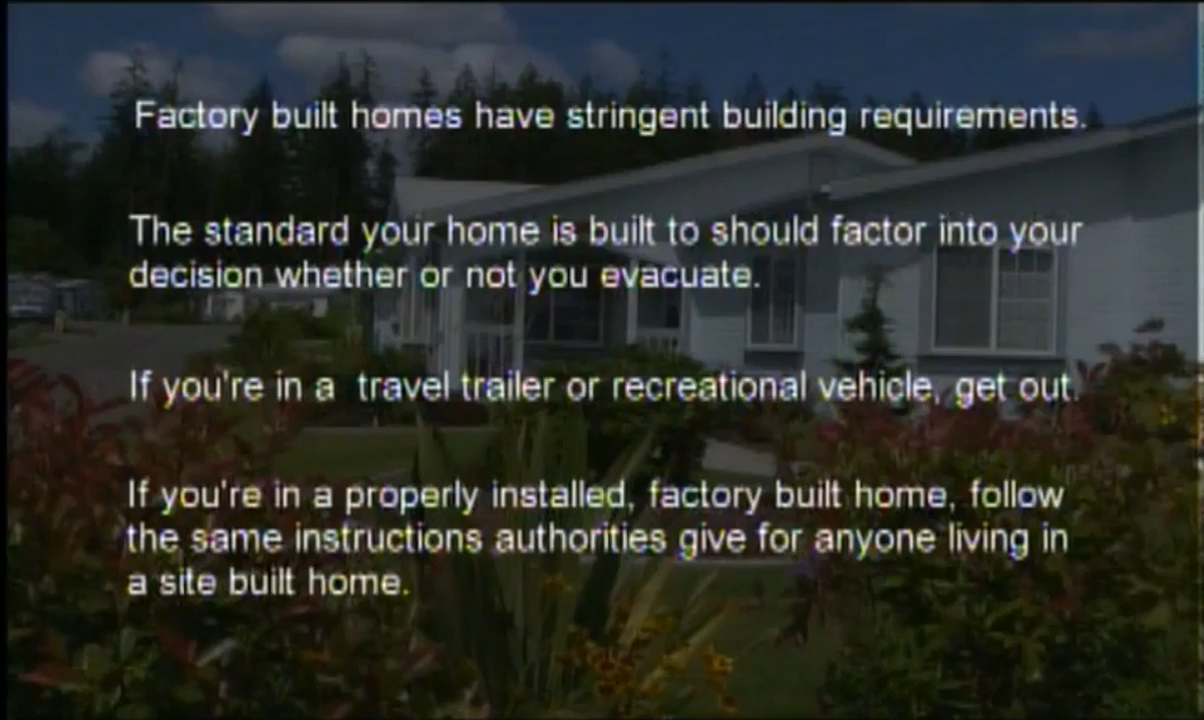 Factory built homes have stringent building requirements.
The standard your home is built to should factor into your
decision whether or not you evacuate.
If you're in a travel trailer or recreational vehicle, get out.
If you're in a properly installed, factory built home, follow
the same instructions authorities give for anyone living in
a site built home.